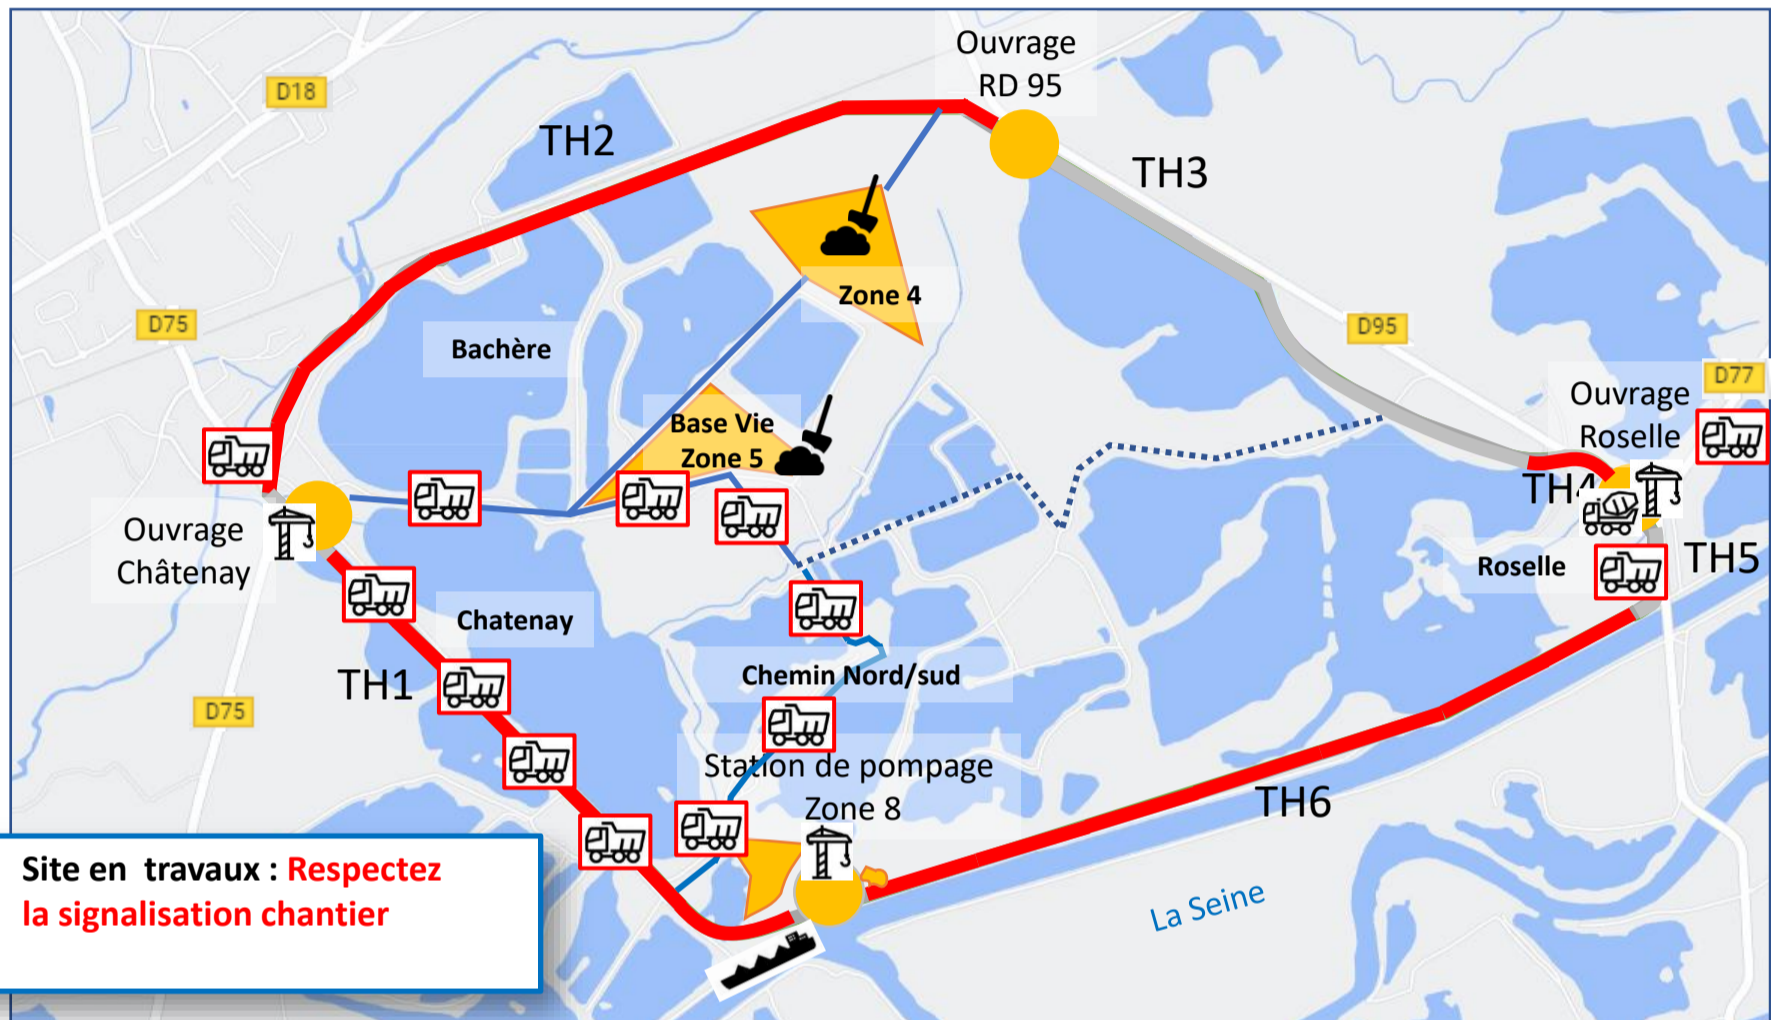 Ouvrage
RD 95
D18
TH2
TH3
Zone 4
D75
Bachère
D95
D77
Ouvrage
Roselle
Base Vie
Zone 5
TH4
Ouvrage
Châtenay
Roselle
TH5
Chatenay
Chemin Nord/sud
TH1
D75
Station de pompage
Zone 8
TH6
La Seine
Site en travaux : Respectez
la signalisation chantier